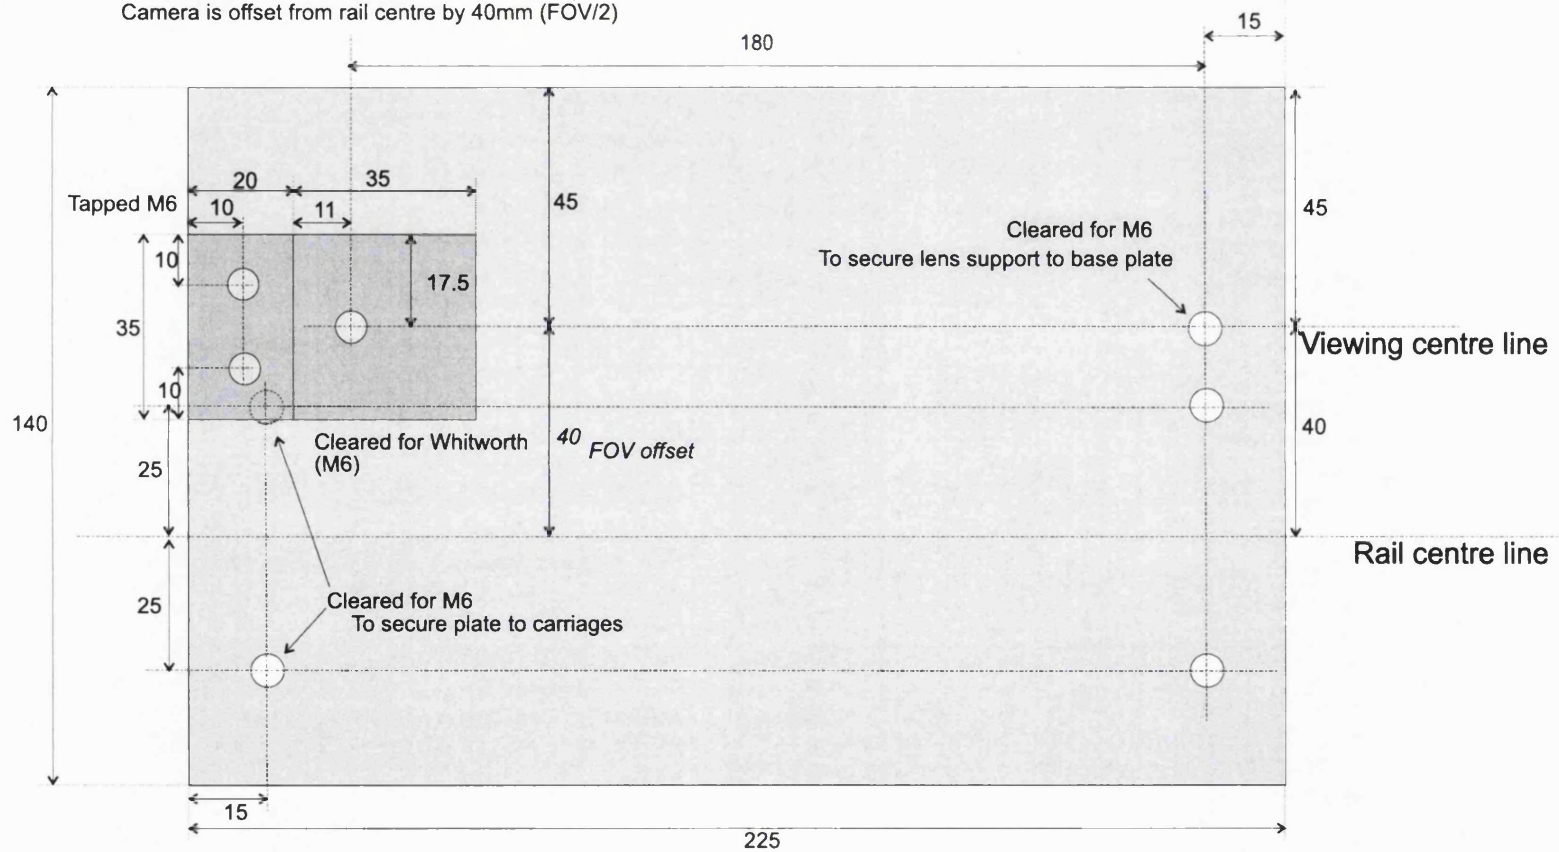 Camera is offset from rail centre by 40mm (FOV/2)
15
180
20
35
Tapped M6
10
11
45
45
Cleared for M6
To secure lens support to base plate
10
17.5
35
Viewing centre line
10
140
Cleared for Whitworth
(M6)
40 FOV offset
40
25
Rail centre line
25
Cleared for M6
To secure plate to carriages
15
225